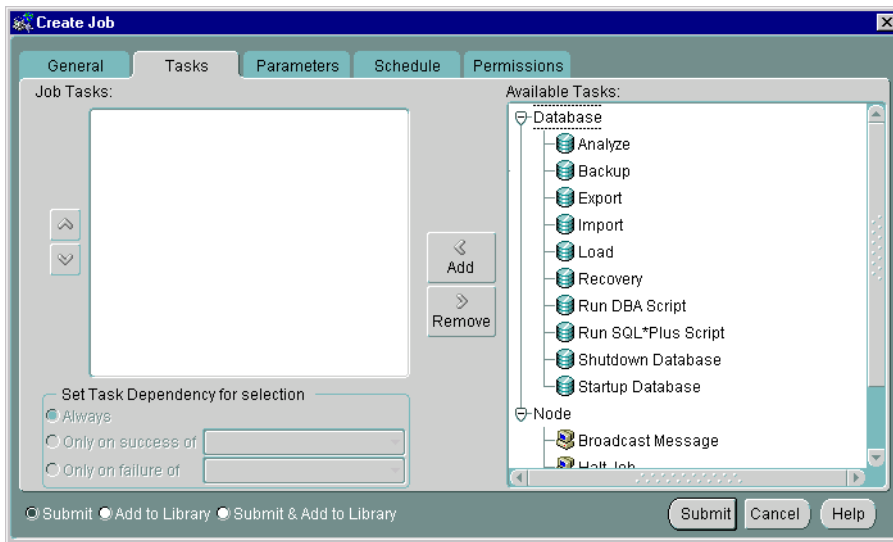 Create Job
General Tasks Parameters Schedule Permissions
Job Tasks:
Available Tasks:
Database
Analyze
Backup
Export
Import
Load
Recovery
Run DBA Script
Run SQL*Plus Script
Shutdown Database
Startup Database
Node
Broadcast Message
Halt Job
Add
Remove
Set Task Dependency for selection
Always
Only on success of
Only on failure of
Submit Add to Library Submit & Add to Library
Submit Cancel Help